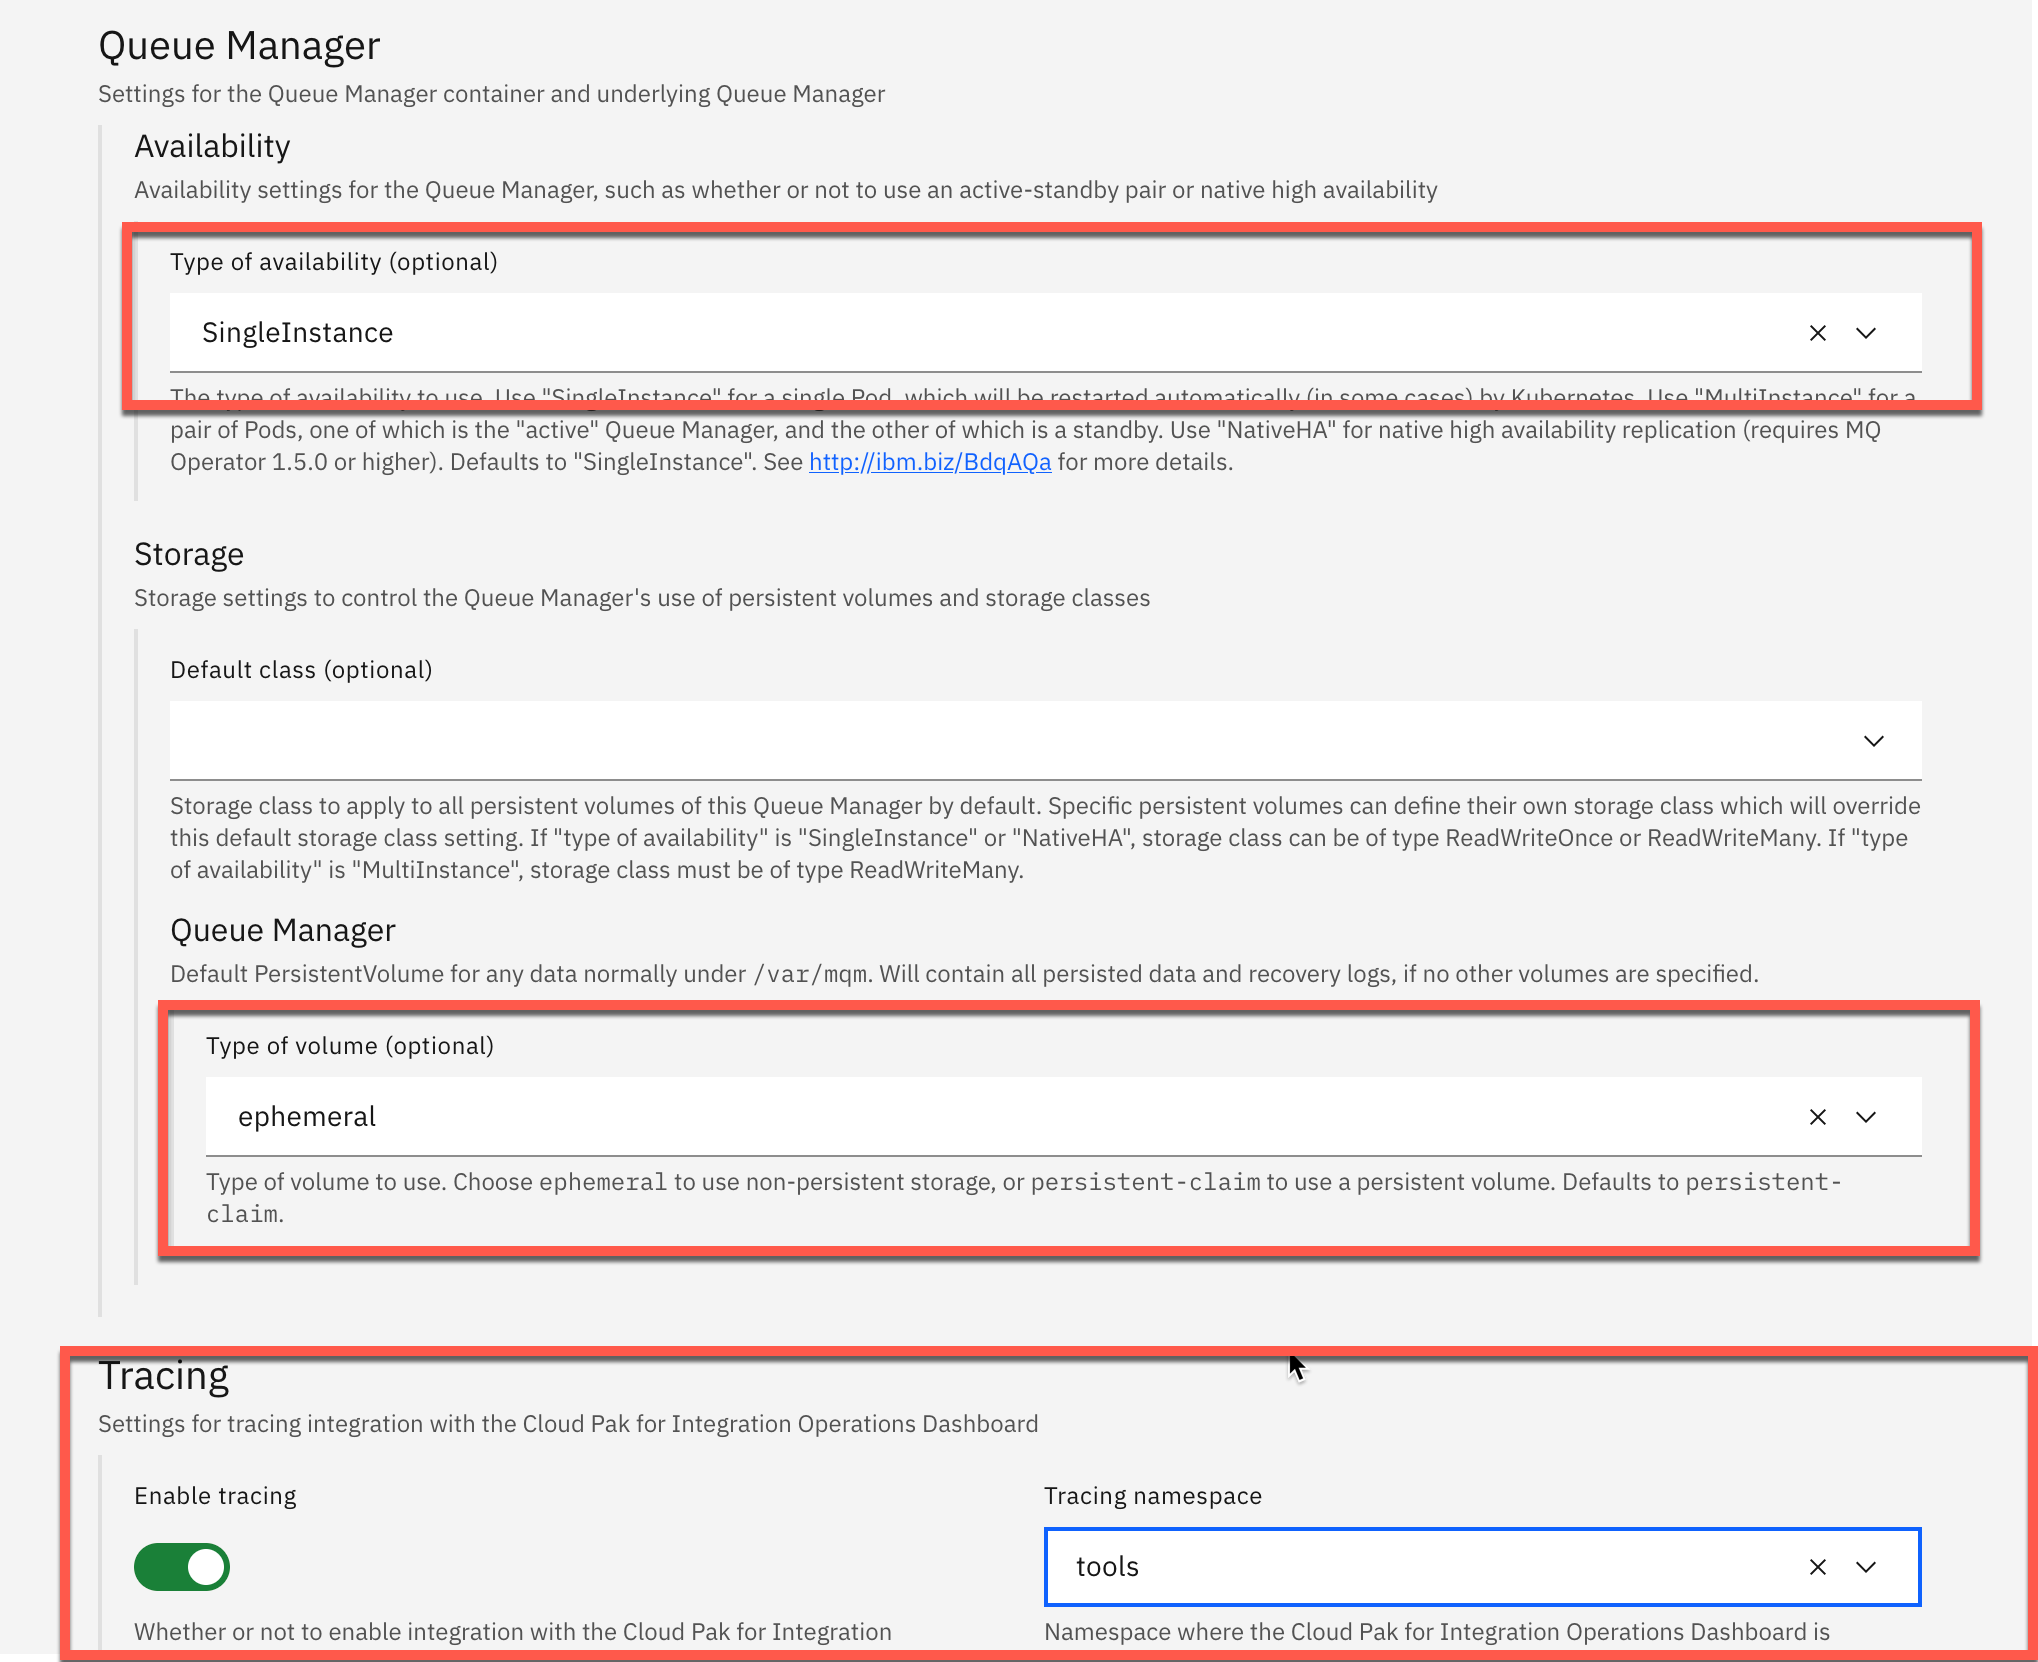 Queue Manager
Settings for the Queue Manager container and underlying Queue Manager
Availability
Availability settings for the Queue Manager, such as whether or not to use an active-standby pair or native high availability
Type of availability (optional)
SingleInstance
The type of availability to use. Use "SingleInstance" for a single Pod, which will be restarted automatically (in some cases) by Kubernetes. Use "MultiInstance" for a
pair of Pods, one of which is the "active" Queue Manager, and the other of which is a standby. Use "NativeHA" for native high availability replication (requires MQ
Operator 1.5.0 or higher). Defaults to "SingleInstance". See http://ibm.biz/BdqAQa for more details.
Storage
Storage settings to control the Queue Manager's use of persistent volumes and storage classes
Default class (optional)
Storage class to apply to all persistent volumes of this Queue Manager by default. Specific persistent volumes can define their own storage class which will override
this default storage class setting. If "type of availability" is "SingleInstance" or "NativeHA", storage class can be of type ReadWriteOnce or ReadWriteMany. If "type
of availability" is "MultiInstance", storage class must be of type ReadWriteMany.
Queue Manager
Default PersistentVolume for any data normally under /var/mqm. Will contain all persisted data and recovery logs, if no other volumes are specified.
Type of volume (optional)
ephemeral
Type of volume to use. Choose ephemeral to use non-persistent storage, or persistent-claim to use a persistent volume. Defaults to persistent-
claim.
Tracing
Settings for tracing integration with the Cloud Pak for Integration Operations Dashboard
Enable tracing
Tracing namespace
tools
Whether or not to enable integration with the Cloud Pak for Integration
Namespace where the Cloud Pak for Integration Operations Dashboard is